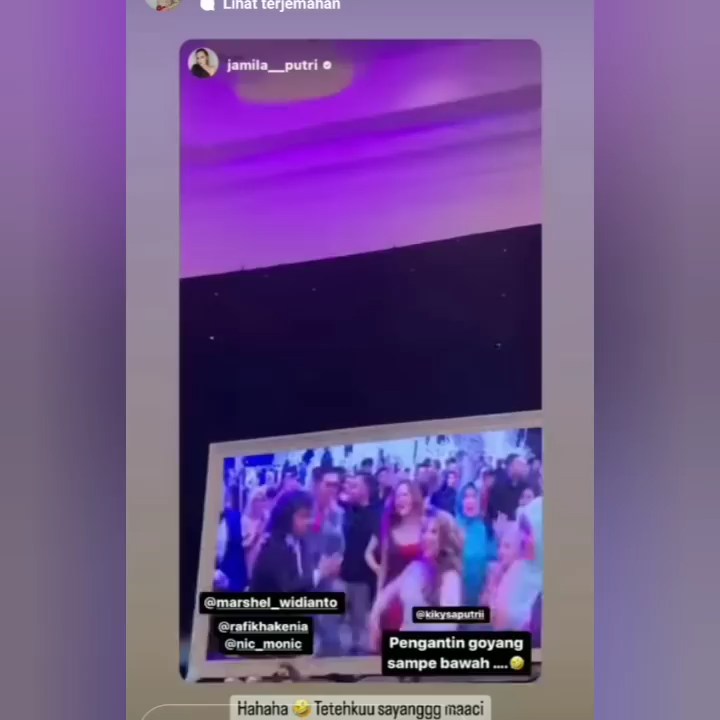 Lihat terjemahan
jamila__putri
@marshel_widianto
@rafikhakenia
@nic_monic
@kikysaputrii
Pengantin goyang
sampe bawah ....🤣
Hahaha 🤣 Tetehkuu sayanggg maaci